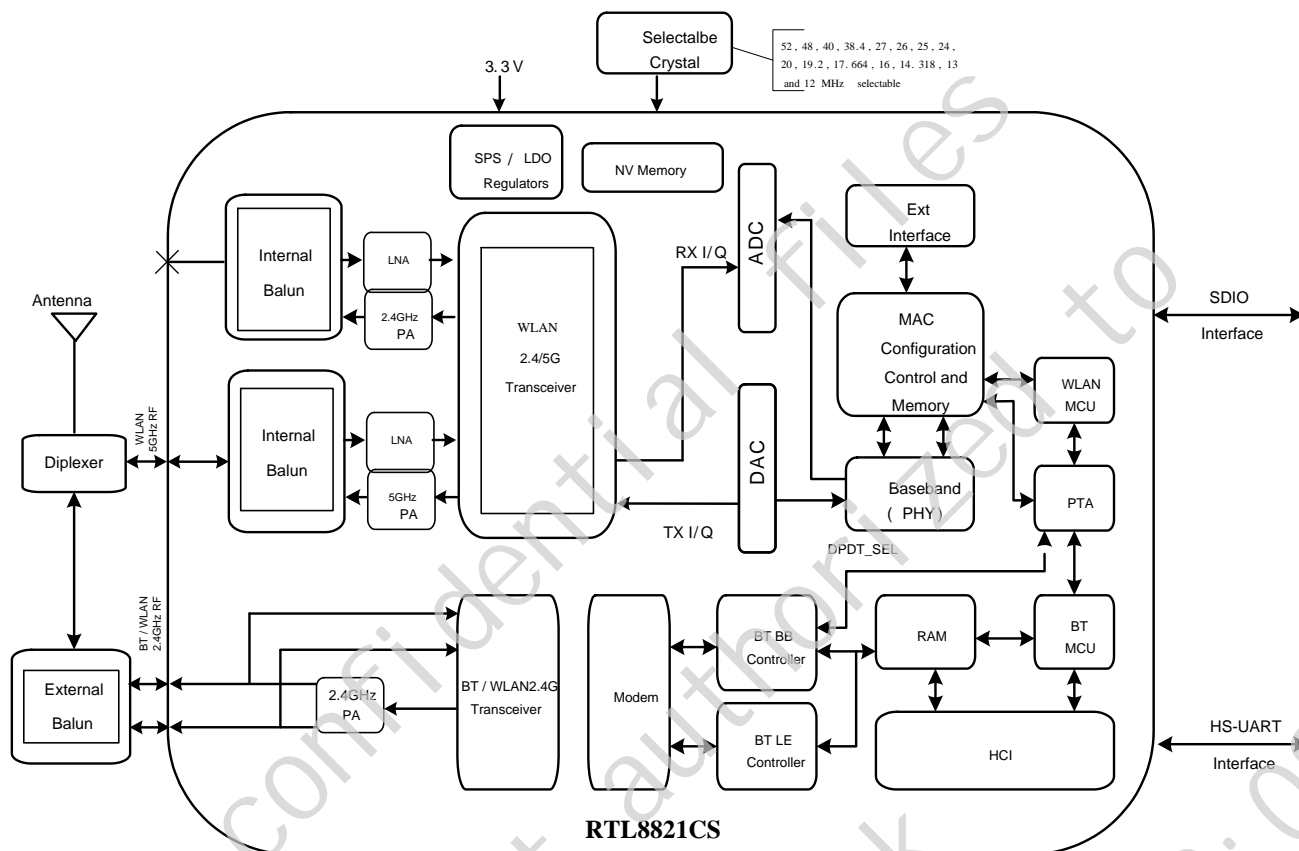 Selectalbe
Crystal
52, 48, 40, 38.4, 27, 26, 25, 24,
20, 19.2, 17.664, 16, 14.318, 13
and 12 MHz selectable
3.3V
SPS / LDO
Regulators
NV Memory
Internal
Balun
LNA
2.4GHz
PA
WLAN
2.4/5G
Transceiver
RX I/Q
ADC
Ext
Interface
MAC
Configuration
Control and
Memory
WLAN
MCU
SDIO
Interface
Antenna
Diplexer
WLAN
5GHz RF
Internal
Balun
LNA
5GHz
PA
TX I/Q
DAC
Baseband
( PHY)
PTA
DPDT_SEL
BT / WLAN
2.4GHz RF
External
Balun
2.4GHz
PA
BT / WLAN2.4G
Transceiver
Modem
BT BB
Controller
BT LE
Controller
RAM
BT
MCU
HCI
HS-UART
Interface
RTL8821CS
confidential files
authorized to